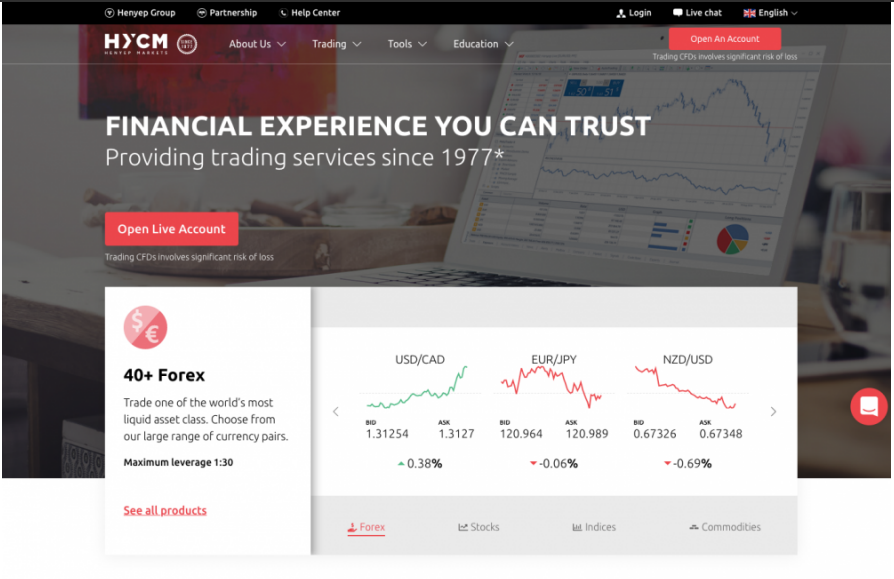 Henyep Group Partnership Help Center Login Live chat English
HYCM SINCE 1977
HENYEP MARKETS
About Us Trading Tools Education Open An Account
Trading CFDs involves significant risk of loss
FINANCIAL EXPERIENCE YOU CAN TRUST
Providing trading services since 1977*
Open Live Account
Trading CFDs involves significant risk of loss
$ €
40+ Forex
Trade one of the world's most
liquid asset class. Choose from
our large range of currency pairs.
Maximum leverage 1:30
See all products
USD/CAD EUR/JPY NZD/USD
BID ASK BID ASK BID ASK
1.31254 1.3127 120.964 120.989 0.67326 0.67348
0.38% -0.06% -0.69%
Forex Stocks Indices Commodities